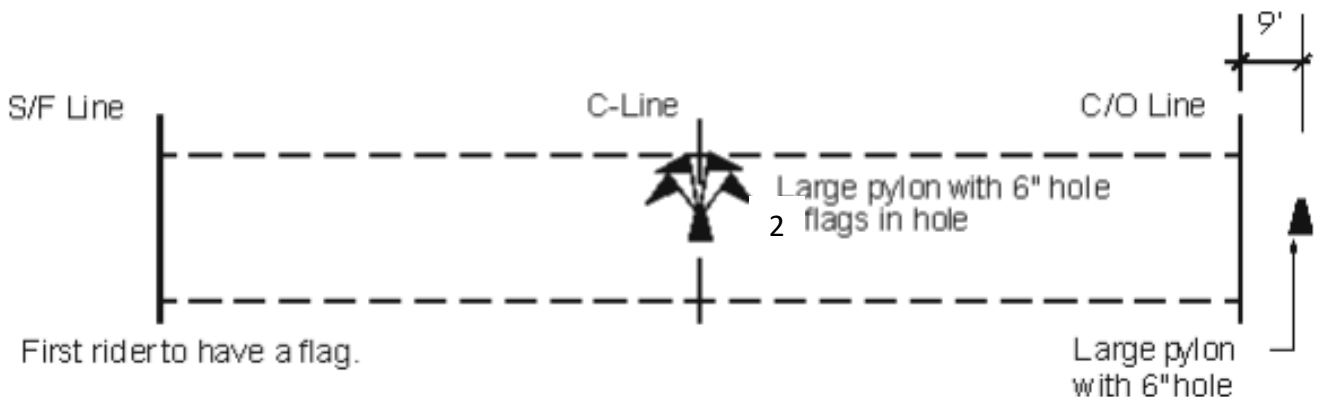 9'
S/F Line
C-Line
C/O Line
Large pylon with 6" hole
2 flags in hole
First rider to have a flag.
Large pylon
with 6" hole